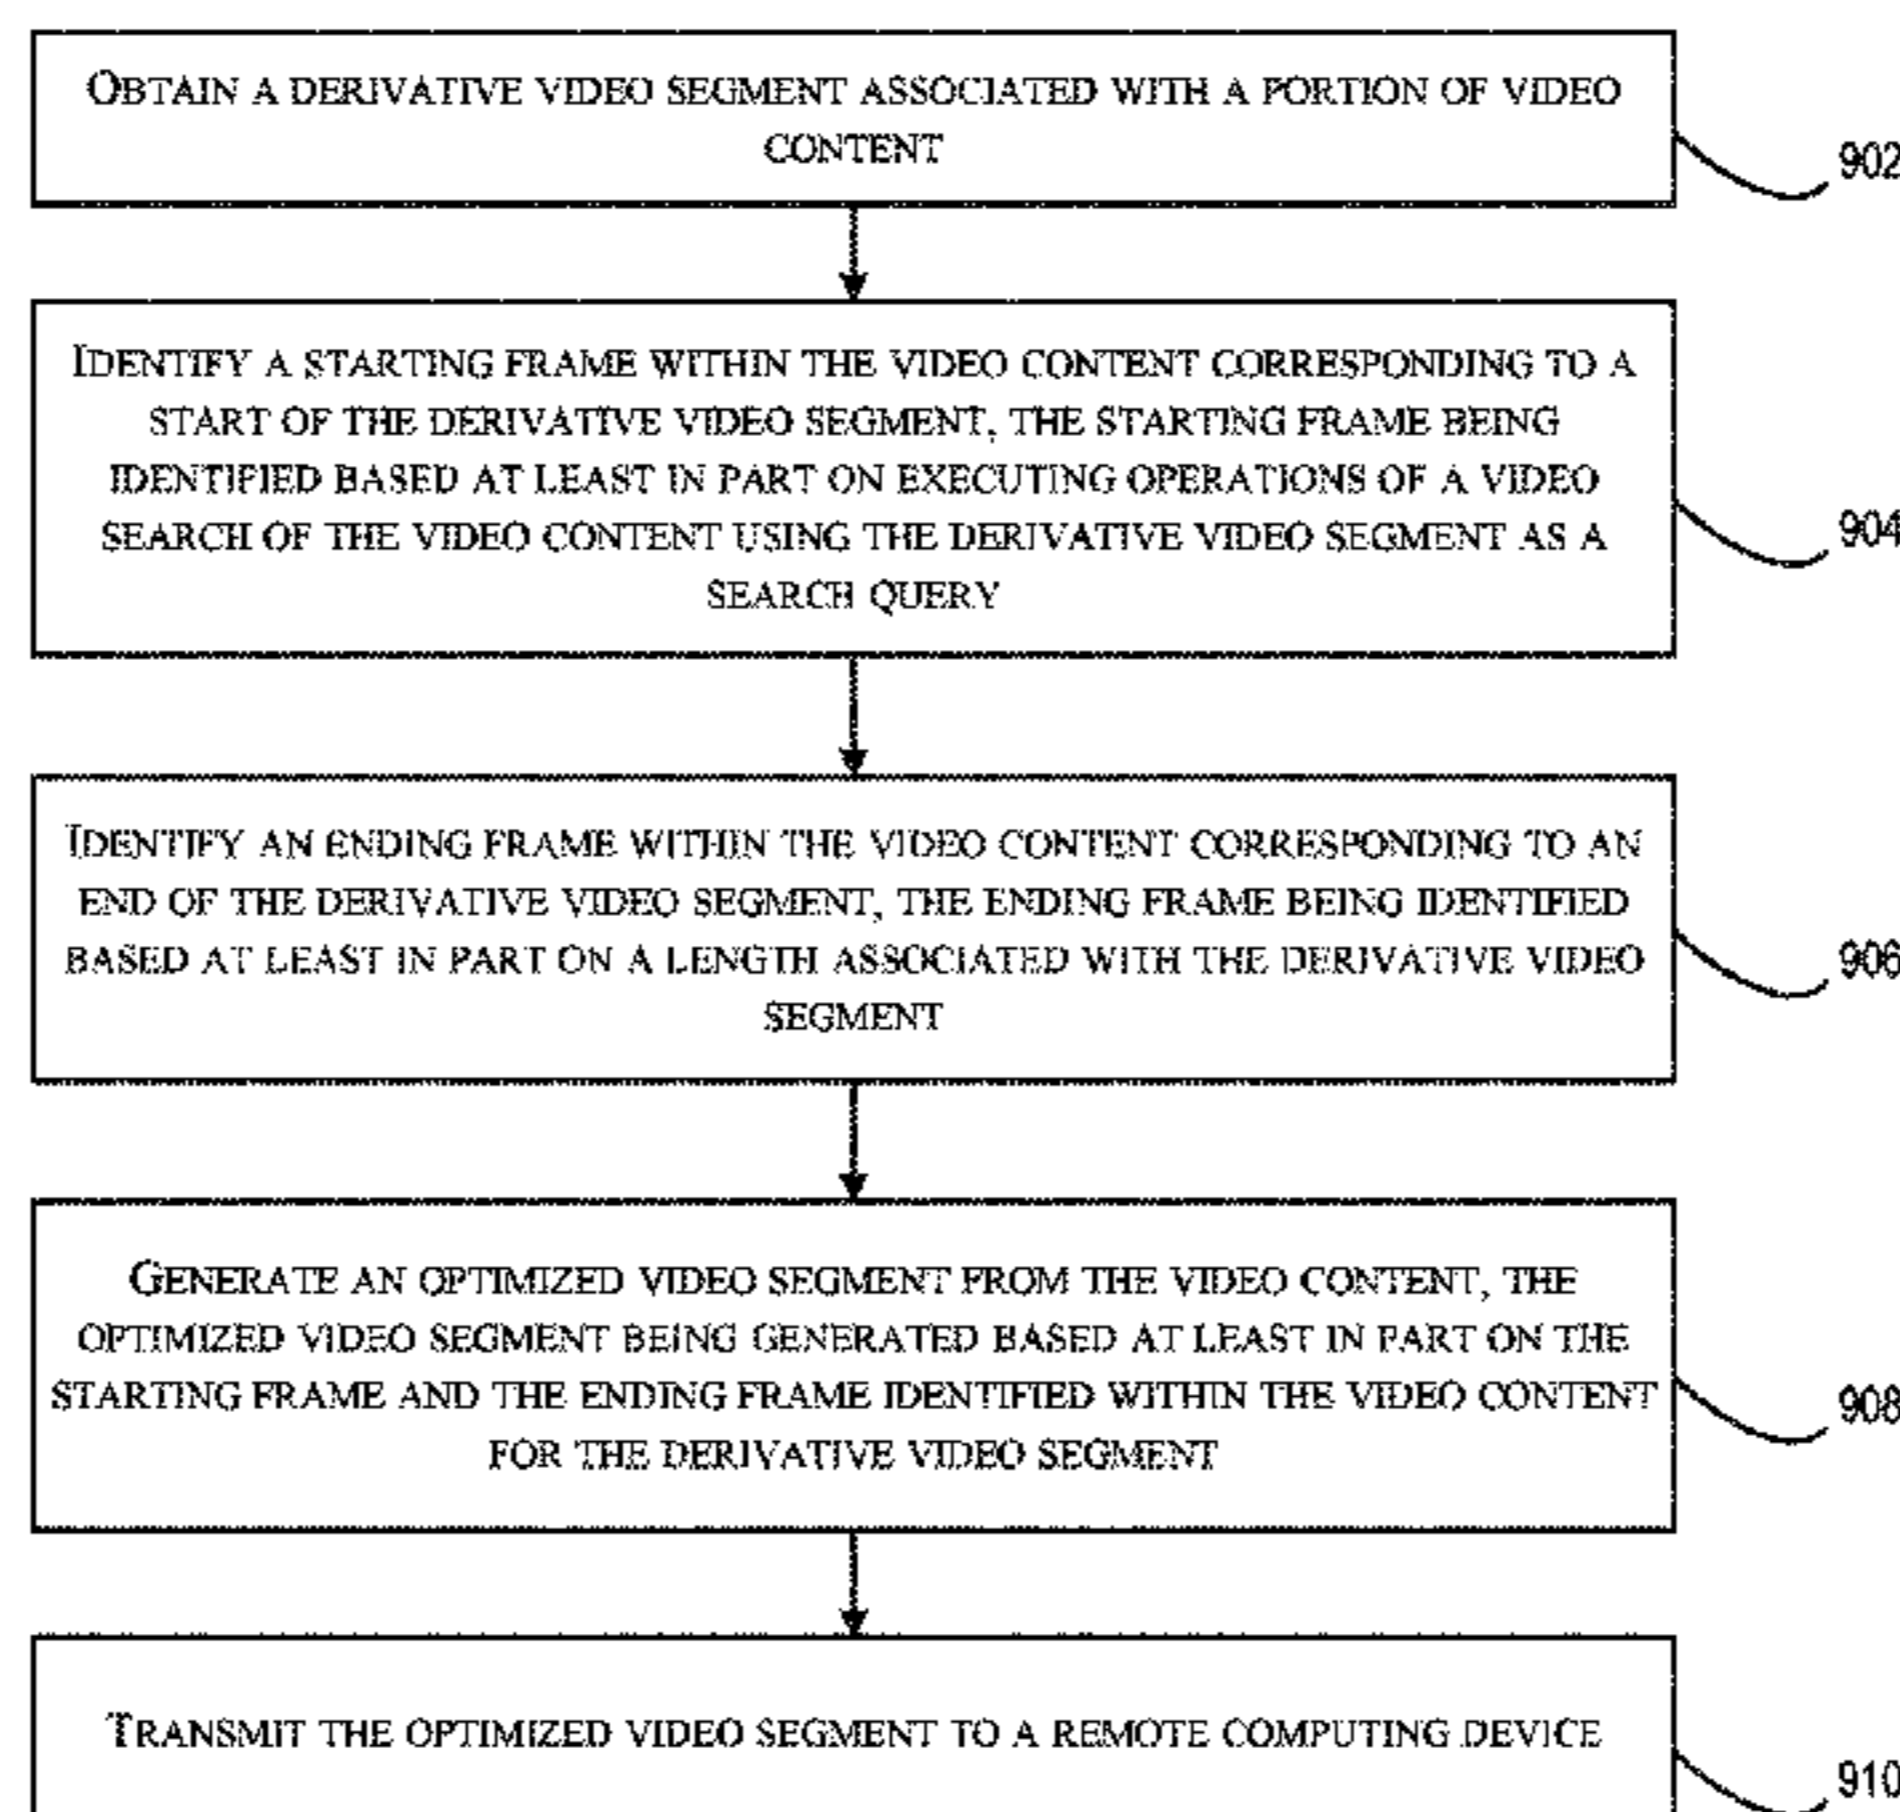 OBTAIN A DERIVATIVE VIDEO SEGMENT ASSOCIATED WITH A PORTION OF VIDEO
CONTENT
902
IDENTIFY A STARTING FRAME WITHIN THE VIDEO CONTENT CORRESPONDING TO A
START OF THE DERIVATIVE VIDEO SEGMENT, THE STARTING FRAME BEING
IDENTIFIED BASED AT LEAST IN PART ON EXECUTING OPERATIONS OF A VIDEO
SEARCH OF THE VIDEO CONTENT USING THE DERIVATIVE VIDEO SEGMENT AS A
SEARCH QUERY
904
IDENTIFY AN ENDING FRAME WITHIN THE VIDEO CONTENT CORRESPONDING TO AN
END OF THE DERIVATIVE VIDEO SEGMENT, THE ENDING FRAME BEING IDENTIFIED
BASED AT LEAST IN PART ON A LENGTH ASSOCIATED WITH THE DERIVATIVE VIDEO
SEGMENT
906
GENERATE AN OPTIMIZED VIDEO SEGMENT FROM THE VIDEO CONTENT, THE
OPTIMIZED VIDEO SEGMENT BEING GENERATED BASED AT LEAST IN PART ON THE
STARTING FRAME AND THE ENDING FRAME IDENTIFIED WITHIN THE VIDEO CONTENT
FOR THE DERIVATIVE VIDEO SEGMENT
908
TRANSMIT THE OPTIMIZED VIDEO SEGMENT TO A REMOTE COMPUTING DEVICE
910